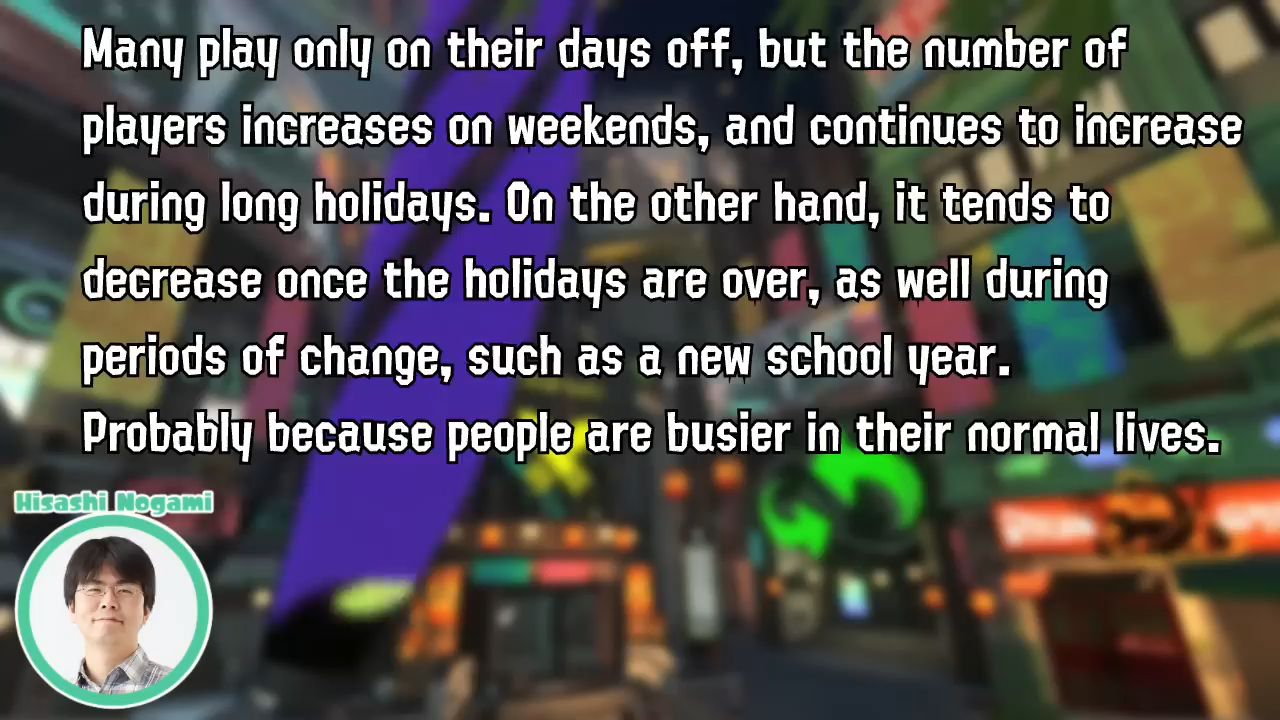 Many play only on their days off, but the number of
players increases on weekends, and continues to increase
during long holidays. On the other hand, it tends to
decrease once the holidays are over, as well during
periods of change, such as a new school year.
Probably because people are busier in their normal lives.
Hisashi Nogami